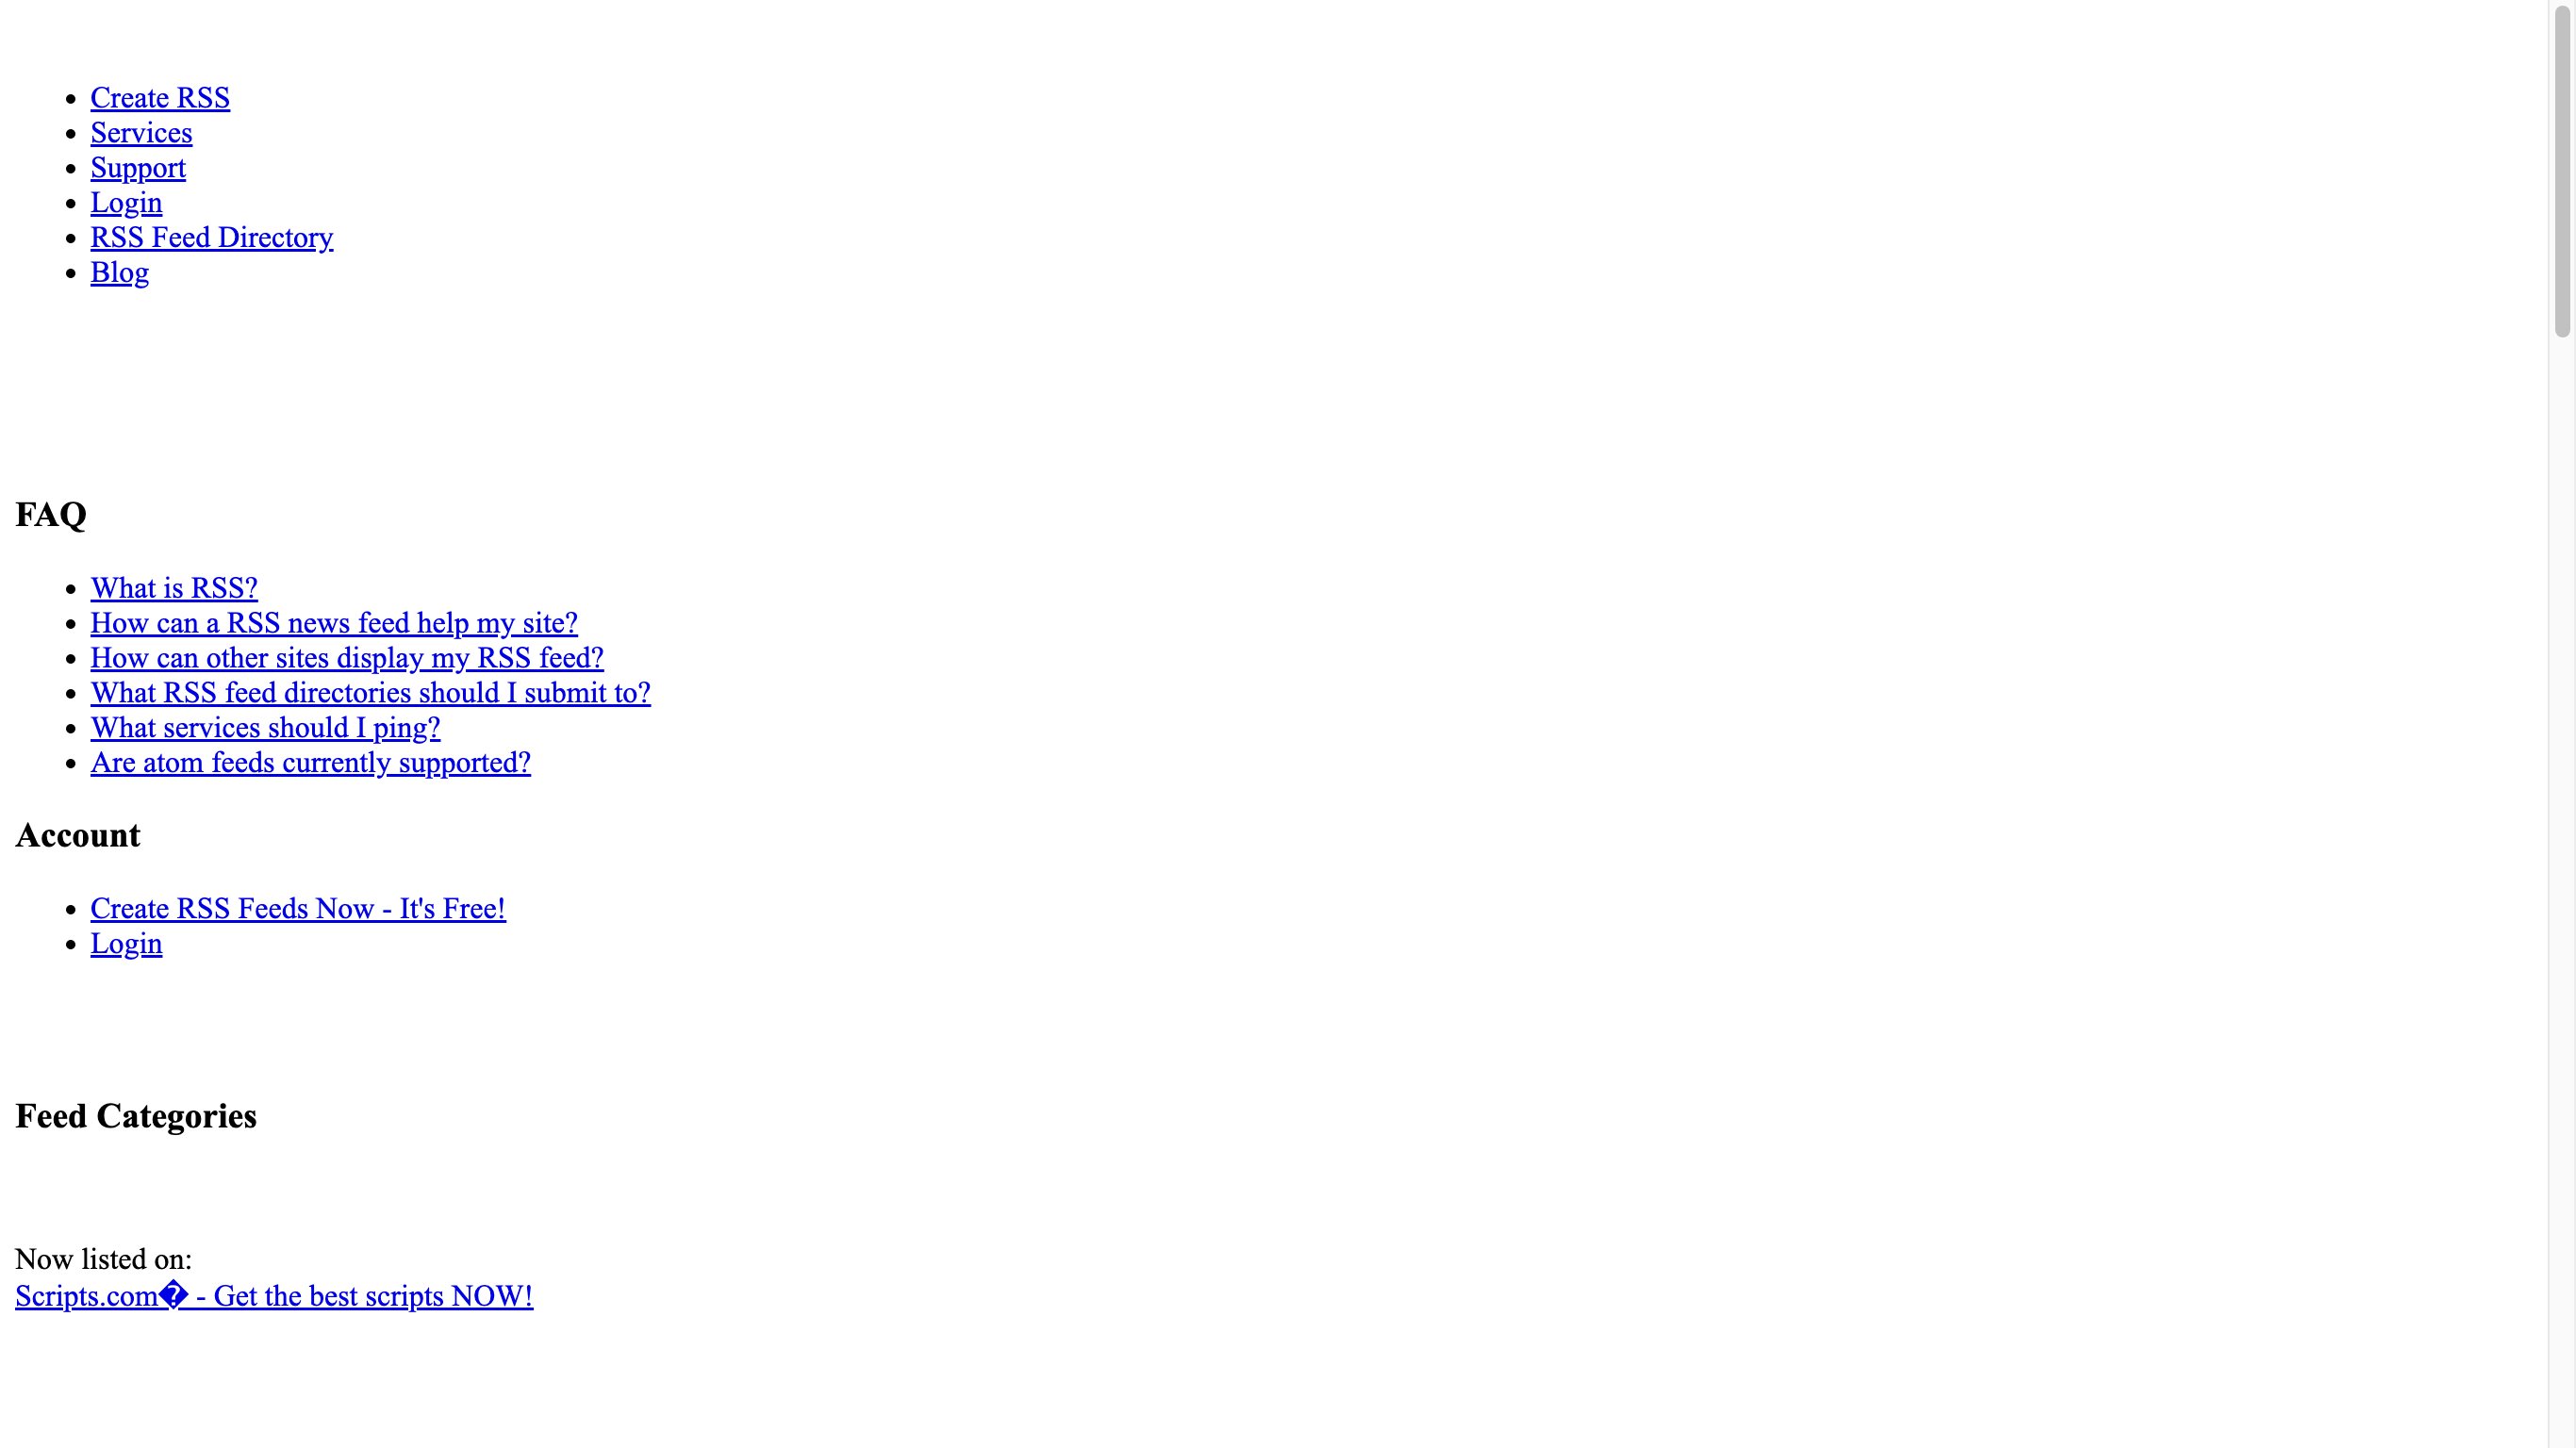 Create RSS
Services
Support
Login
RSS Feed Directory
Blog
FAQ
What is RSS?
How can a RSS news feed help my site?
How can other sites display my RSS feed?
What RSS feed directories should I submit to?
What services should I ping?
Are atom feeds currently supported?
Account
Create RSS Feeds Now - It's Free!
Login
Feed Categories
Now listed on:
Scripts.com� - Get the best scripts NOW!